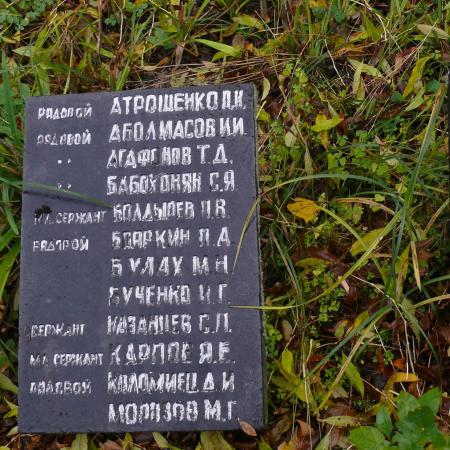 РЯДОВОЙ АТРОШЕНКО П.И.
РЯДОВОЙ АБОЛМАСОВ И.И.
" АГАФОНОВ Т.Д.
" БАБОХОНЯН С.Я.
МЛ. СЕРЖАНТ БОЛДЫРЕВ П.В.
РЯДОВОЙ БОЯРКИН Л.А.
БУЛАХ М.Н.
БУЧЕНКО И.Г.
СЕРЖАНТ КАЗАНЦЕВ С.П.
МЛ. СЕРЖАНТ КАРПОВ Я.Е.
РЯДОВОЙ КОЛОМИЕЦ Д.И.
МОРОЗОВ М.Г.